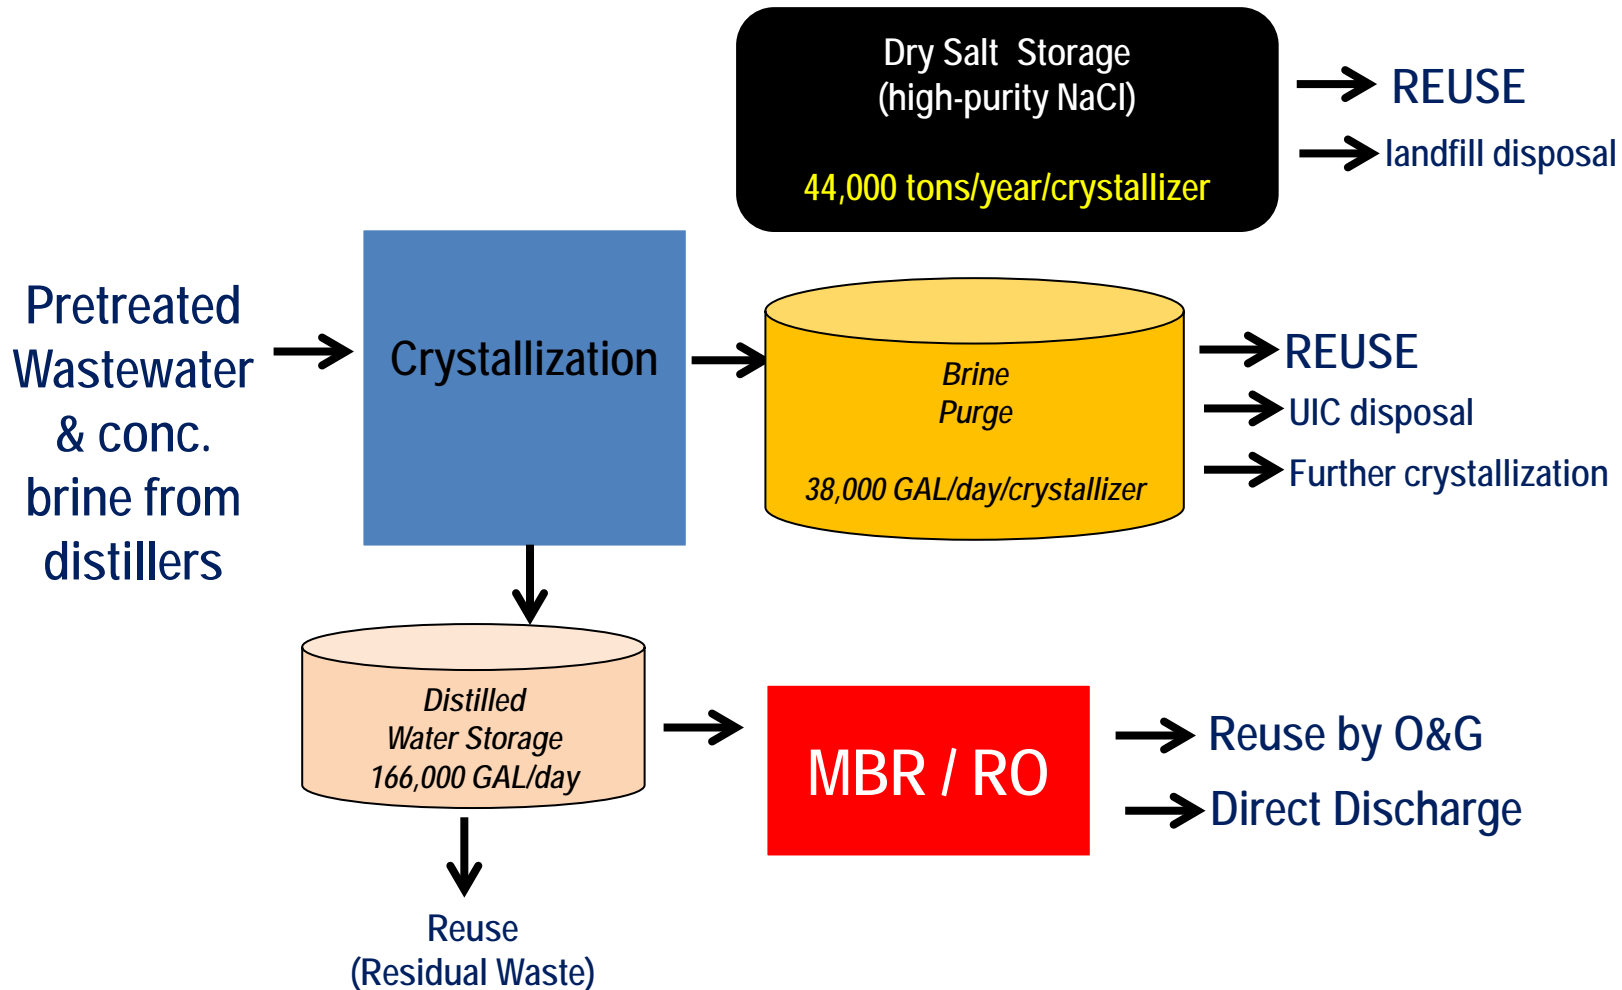 Dry Salt Storage
(high-purity NaCl)
44,000 tons/year/crystallizer
REUSE
landfill disposal
Pretreated
Wastewater
& conc.
brine from
distillers
Crystallization
Brine
Purge
38,000 GAL/day/crystallizer
REUSE
UIC disposal
Further crystallization
Distilled
Water Storage
166,000 GAL/day
MBR / RO
Reuse by O&G
Direct Discharge
Reuse
(Residual Waste)